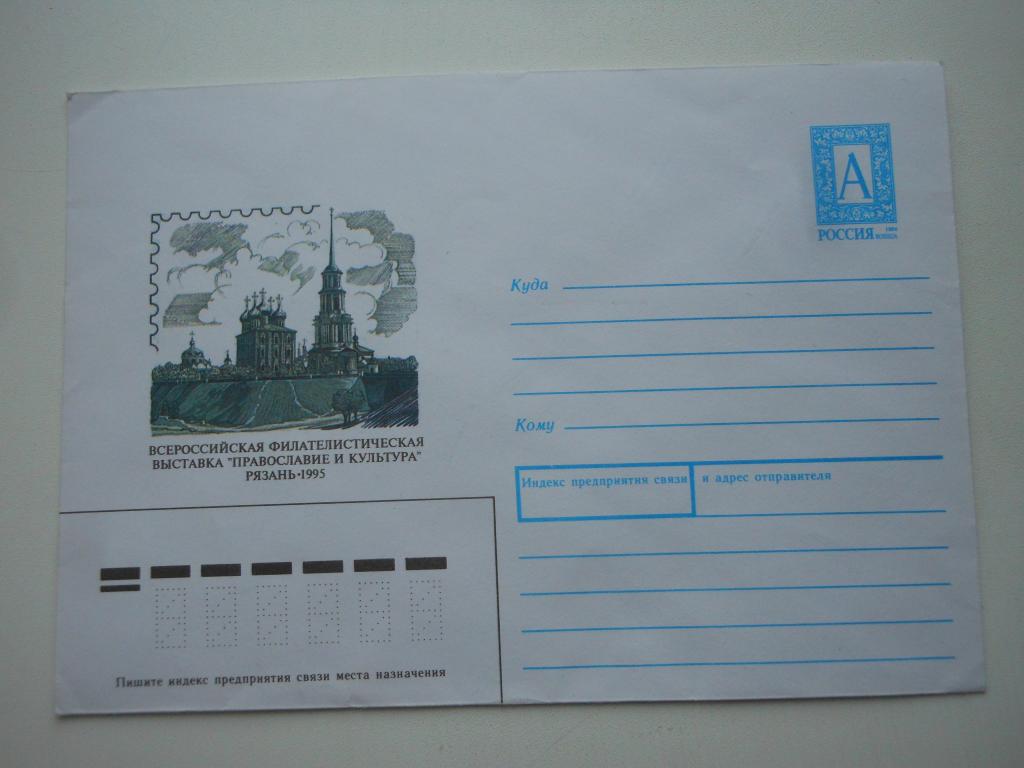 А
РОССИЯ 1994
ВСЕРОССИЙСКАЯ ФИЛАТЕЛИСТИЧЕСКАЯ
ВЫСТАВКА "ПРАВОСЛАВИЕ И КУЛЬТУРА"
РЯЗАНЬ•1995
Куда
Кому
Индекс предприятия связи и адрес отправителя
Пишите индекс предприятия связи места назначения